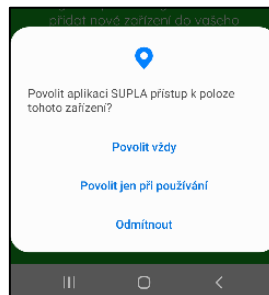 přidat nové zařízení do vašeho
Povolit aplikaci SUPLA přístup k poloze
tohoto zařízení?
Povolit vždy
Povolit jen při používání
Odmítnout